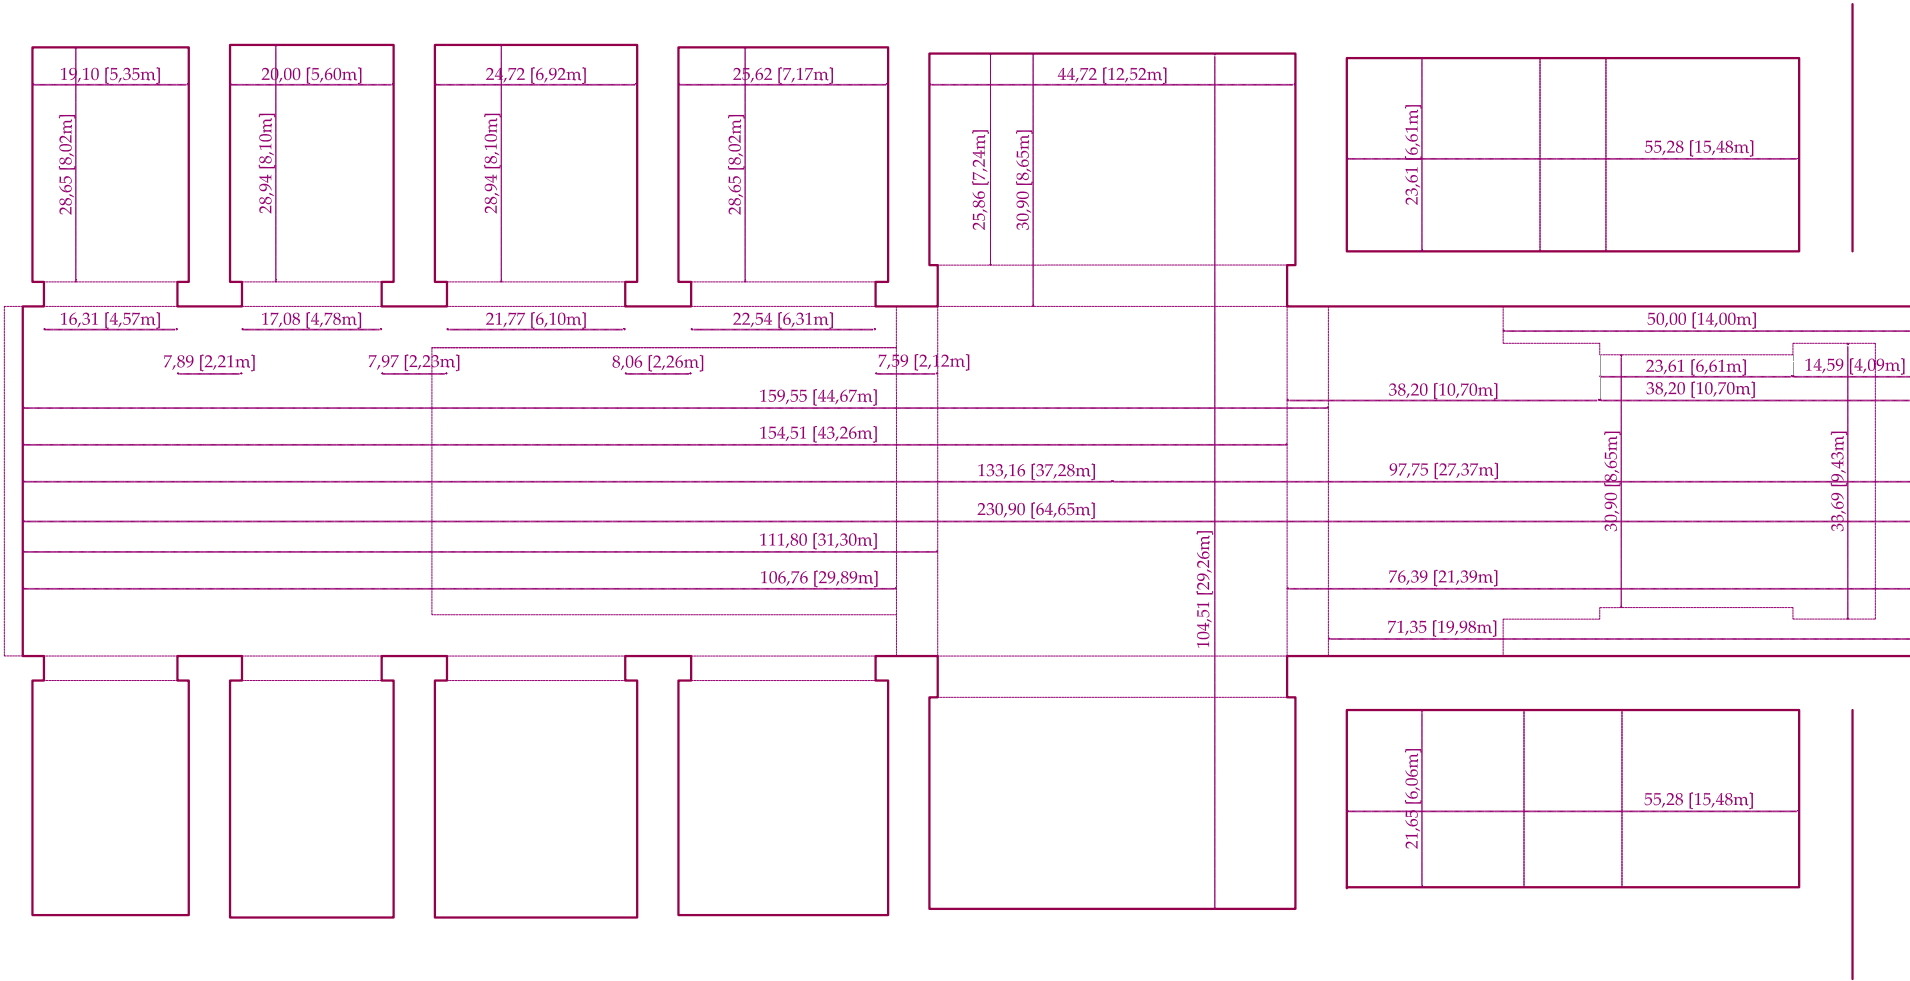 19,10 [5,35m]
20,00 [5,60m]
24,72 [6,92m]
25,62 [7,17m]
44,72 [12,52m]
28,65 [8,02m]
28,94 [8,10m]
28,94 [8,10m]
28,65 [8,02m]
25,86 [7,24m]
30,90 [8,65m]
23,61 [6,61m]
55,28 [15,48m]
16,31 [4,57m]
17,08 [4,78m]
21,77 [6,10m]
22,54 [6,31m]
50,00 [14,00m]
7,89 [2,21m]
7,97 [2,23m]
8,06 [2,26m]
7,59 [2,12m]
23,61 [6,61m]
14,59 [4,09m]
159,55 [44,67m]
38,20 [10,70m]
38,20 [10,70m]
154,51 [43,26m]
133,16 [37,28m]
97,75 [27,37m]
30,90 [8,65m]
33,69 [9,43m]
230,90 [64,65m]
111,80 [31,30m]
104,51 [29,26m]
106,76 [29,89m]
76,39 [21,39m]
71,35 [19,98m]
21,65 [6,06m]
55,28 [15,48m]